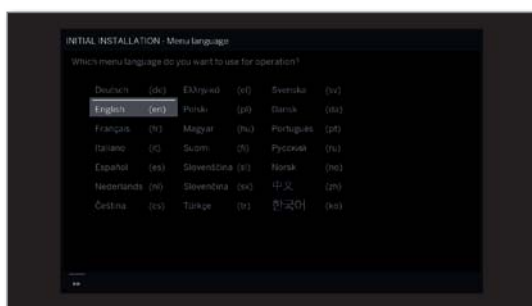 INITIAL INSTALLATION - Menu language
Which menu language do you want to use for operation?
Deutsch (de) Ελληνικά (el) Svenska (sv)
English (en) Polski (pl) Dansk (da)
Français (fr) Magyar (hu) Português (pt)
Italiano (it) Suomi (fi) Русский (ru)
Español (es) Slovenščina (sl) Norsk (no)
Nederlands (nl) Slovenčina (sk) 中文 (zh)
Čeština (cs) Türkçe (tr) 한국어 (ko)